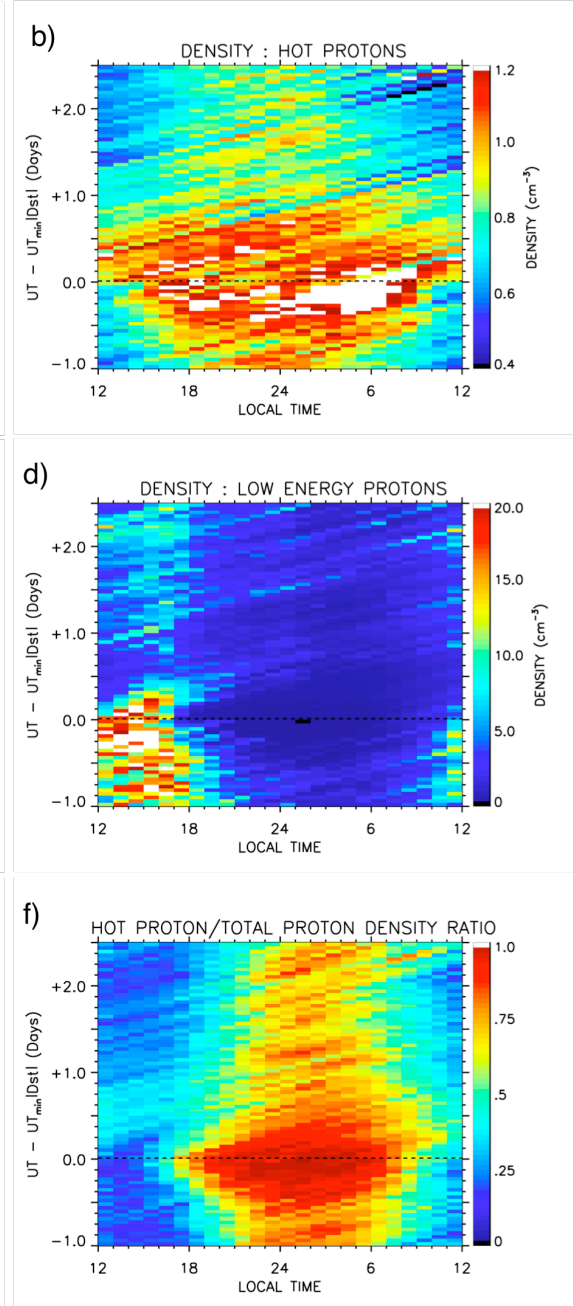 b)
DENSITY : HOT PROTONS
UT − UTmin|Dst| (Days)
+2.0
+1.0
0.0
−1.0
12 18 24 6 12
LOCAL TIME
1.2
1.0
0.8
0.6
0.4
DENSITY (cm⁻³)
d)
DENSITY : LOW ENERGY PROTONS
UT − UTmin|Dst| (Days)
+2.0
+1.0
0.0
−1.0
12 18 24 6 12
LOCAL TIME
20.0
15.0
10.0
5.0
0
DENSITY (cm⁻³)
f)
HOT PROTON/TOTAL PROTON DENSITY RATIO
UT − UTmin|Dst| (Days)
+2.0
+1.0
0.0
−1.0
12 18 24 6 12
LOCAL TIME
1.0
.75
.5
.25
0